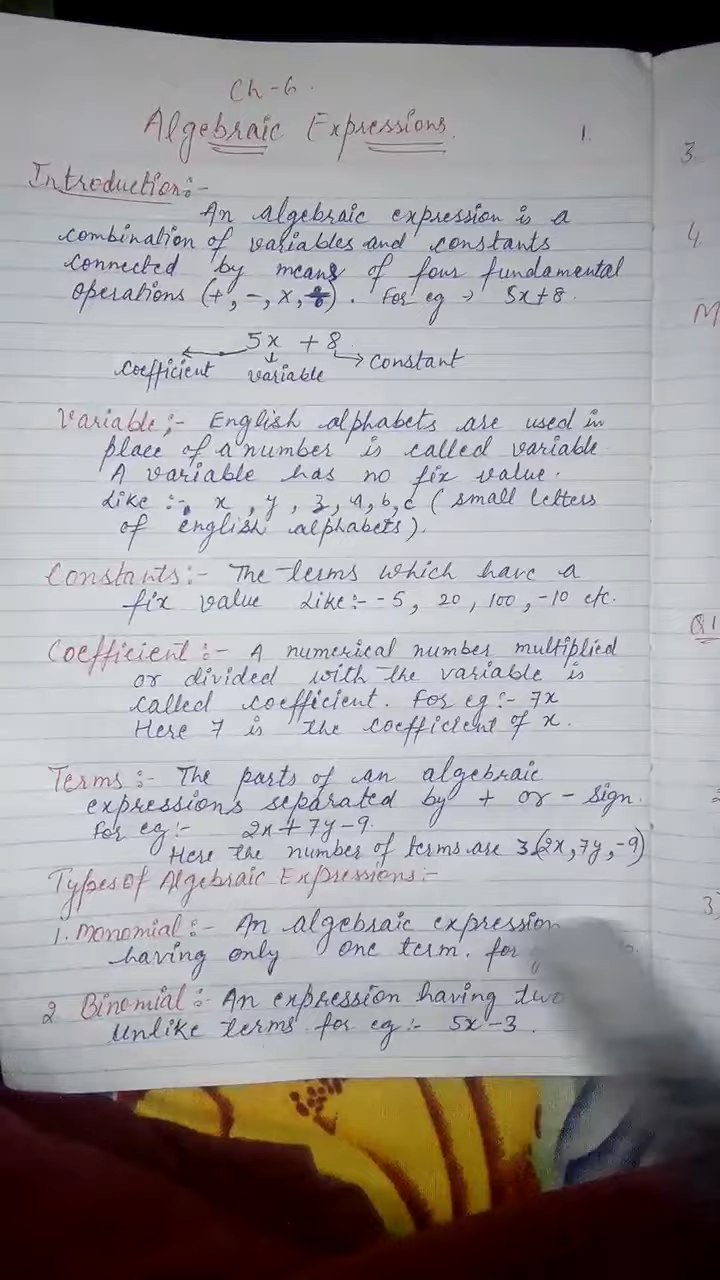 Ch-6.
Algebraic Expressions.
1.
Introduction:-
An algebraic expression is a
combination of variables and constants
connected by means of four fundamental
operations (+, -, x, ÷). For eg → 5x+8.
5x + 8
coefficient variable constant
Variable:- English alphabets are used in
place of a number is called variable.
A variable has no fix value.
Like:- x, y, z, a, b, c (small letters
of english alphabets).
Constants:- The terms which have a
fix value Like:- -5, 20, 100, -10 etc.
Coefficient:- A numerical number multiplied
or divided with the variable is
called coefficient. For eg:- 7x
Here 7 is the coefficient of x.
Terms:- The parts of an algebraic
expressions separated by + or - sign.
For eg:- 2x+7y-9.
Here the number of terms are 3(2x, 7y, -9)
Types of Algebraic Expressions:-
1. Monomial:- An algebraic expression
having only one term. for
2 Binomial:- An expression having two
Unlike terms for eg:- 5x-3.
3.
4.
M
Q1
3